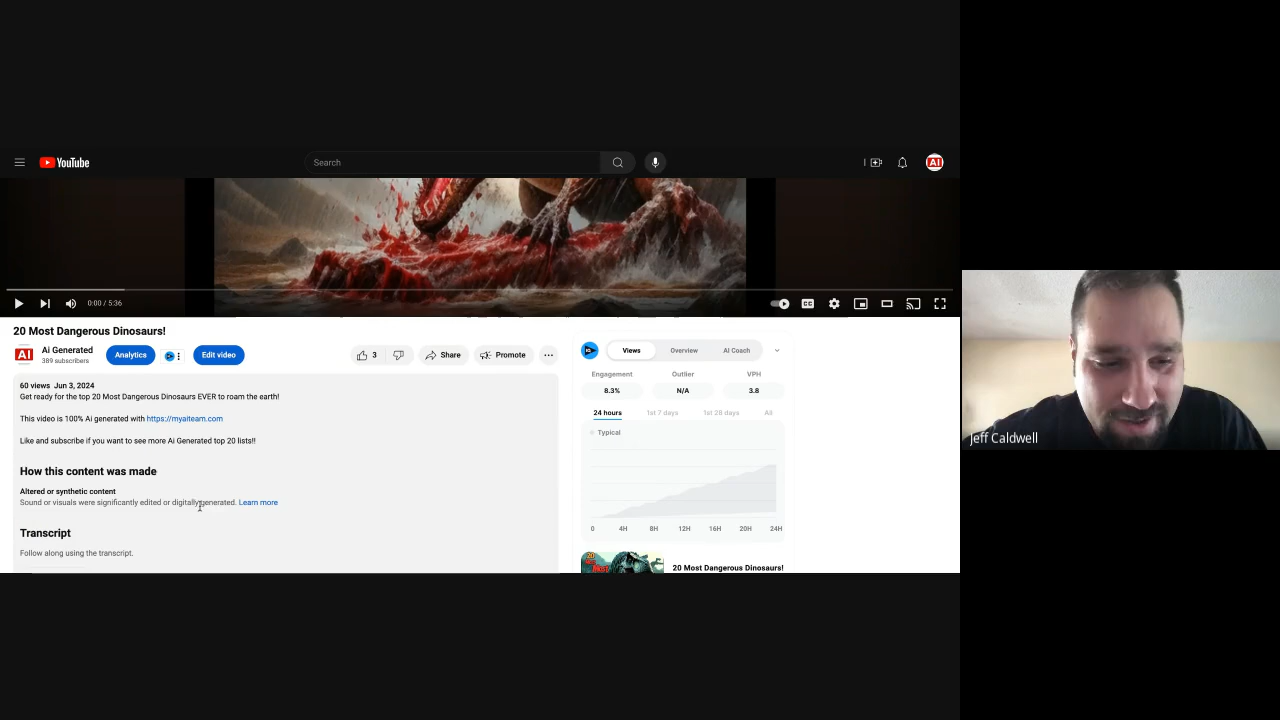 YouTube
Search
AI
0:00 / 5:36
CC
20 Most Dangerous Dinosaurs!
AI
Ai Generated
389 subscribers
Analytics
Edit video
3
Share
Promote
60 views Jun 3, 2024
Get ready for the top 20 Most Dangerous Dinosaurs EVER to roam the earth!
This video is 100% Ai generated with https://myaiteam.com
Like and subscribe if you want to see more Ai Generated top 20 lists!!
How this content was made
Altered or synthetic content
Sound or visuals were significantly edited or digitally generated. Learn more
Transcript
Follow along using the transcript.
Views
Overview
AI Coach
Engagement
Outlier
VPH
8.3%
N/A
3.8
24 hours
1st 7 days
1st 28 days
All
Typical
0 4H 8H 12H 16H 20H 24H
20 Most Dangerous Dinosaurs!
Jeff Caldwell